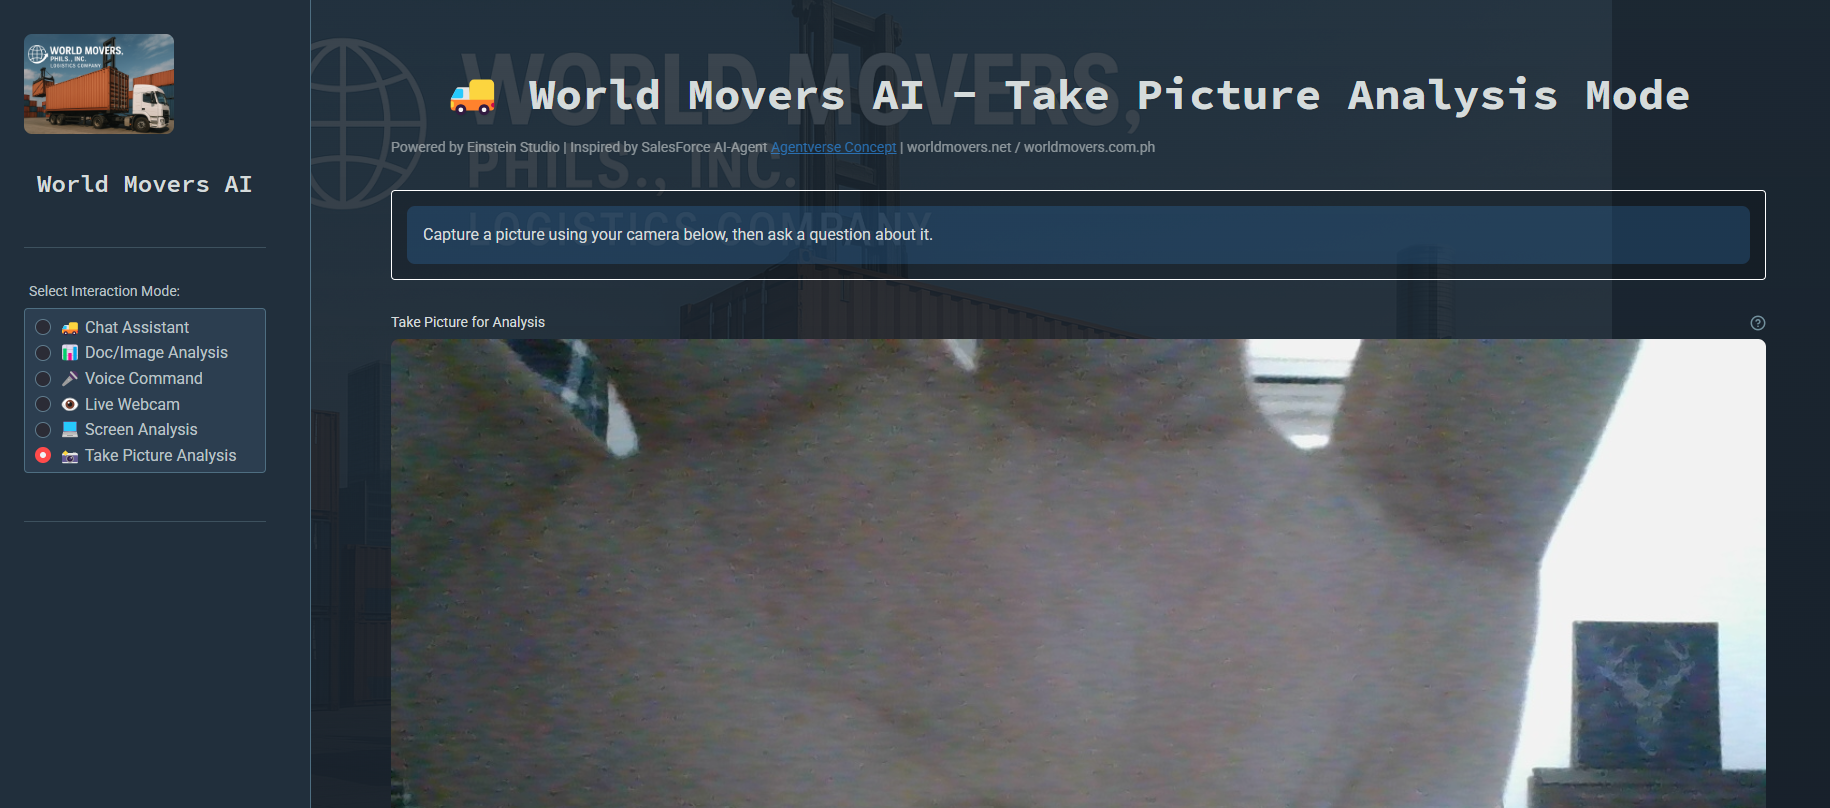 WORLD MOVERS,
PHILS., INC.
LOGISTICS COMPANY
World Movers AI
Select Interaction Mode:
Chat Assistant
Doc/Image Analysis
Voice Command
Live Webcam
Screen Analysis
Take Picture Analysis
WORLD MOVERS,
PHILS., INC.
LOGISTICS COMPANY
World Movers AI - Take Picture Analysis Mode
Powered by Einstein Studio | Inspired by SalesForce AI-Agent Agentverse Concept | worldmovers.net / worldmovers.com.ph
Capture a picture using your camera below, then ask a question about it.
Take Picture for Analysis
?